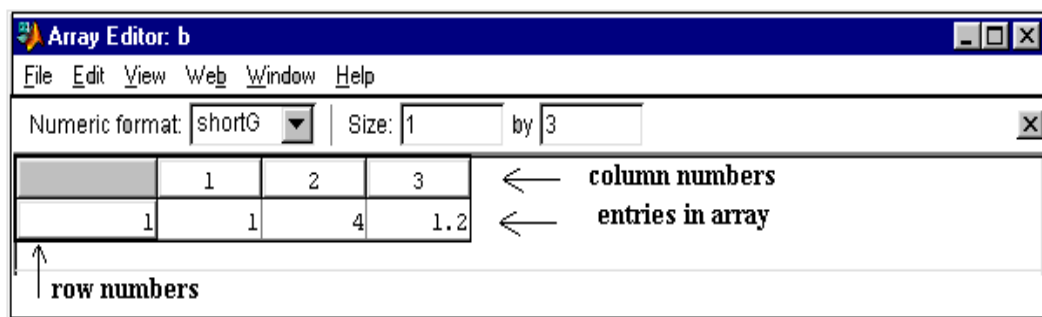 Array Editor: b
File Edit View Web Window Help
Numeric format: shortG Size: 1 by 3
1 2 3 column numbers
1 1 4 1.2 entries in array
row numbers